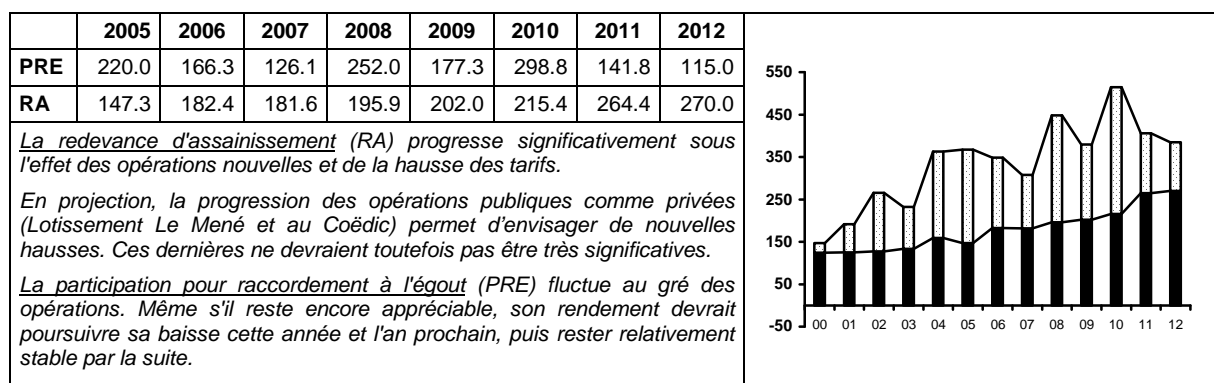 2005 2006 2007 2008 2009 2010 2011 2012
PRE 220.0 166.3 126.1 252.0 177.3 298.8 141.8 115.0
RA 147.3 182.4 181.6 195.9 202.0 215.4 264.4 270.0
La redevance d'assainissement (RA) progresse significativement sous
l'effet des opérations nouvelles et de la hausse des tarifs.
En projection, la progression des opérations publiques comme privées
(Lotissement Le Mené et au Coëdic) permet d'envisager de nouvelles
hausses. Ces dernières ne devraient toutefois pas être très significatives.
La participation pour raccordement à l'égout (PRE) fluctue au gré des
opérations. Même s'il reste encore appréciable, son rendement devrait
poursuivre sa baisse cette année et l'an prochain, puis rester relativement
stable par la suite.
550
450
350
250
150
50
-50
00 01 02 03 04 05 06 07 08 09 10 11 12